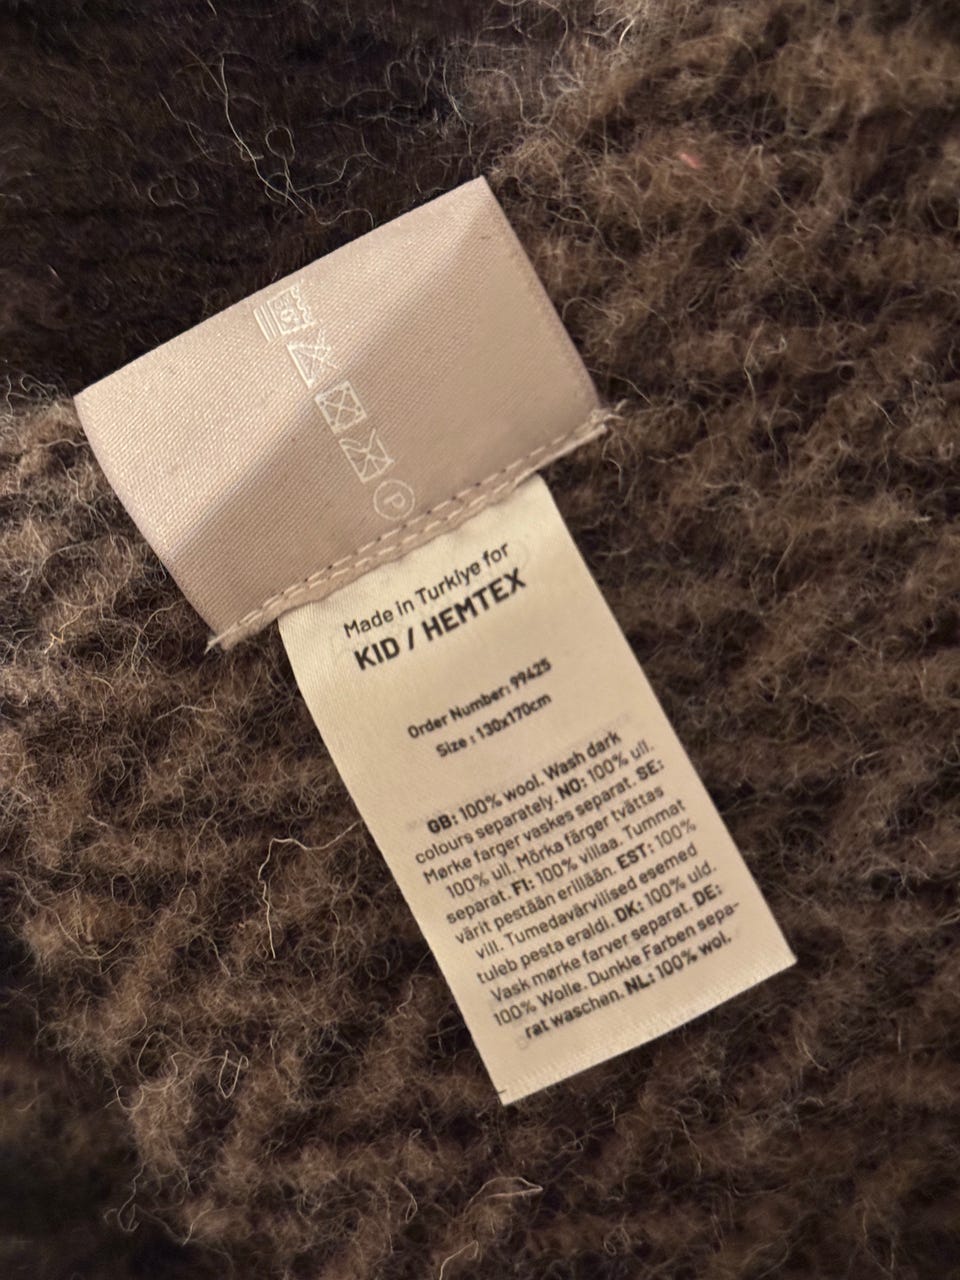 P
Made in Turkiye for
KID / HEMTEX
Order Number: 99425
Size : 130x170cm
GB: 100% wool. Wash dark
colours separately. NO: 100% ull.
Mørke farger vaskes separat. SE:
100% ull. Mörka färger tvättas
separat. FI: 100% villaa. Tummat
värit pestään erillään. EST: 100%
vill. Tumedavärvilised esemed
tuleb pesta eraldi. DK: 100% uld.
Vask mørke farver separat. DE:
100% Wolle. Dunkle Farben sepa-
rat waschen. NL: 100% wol.